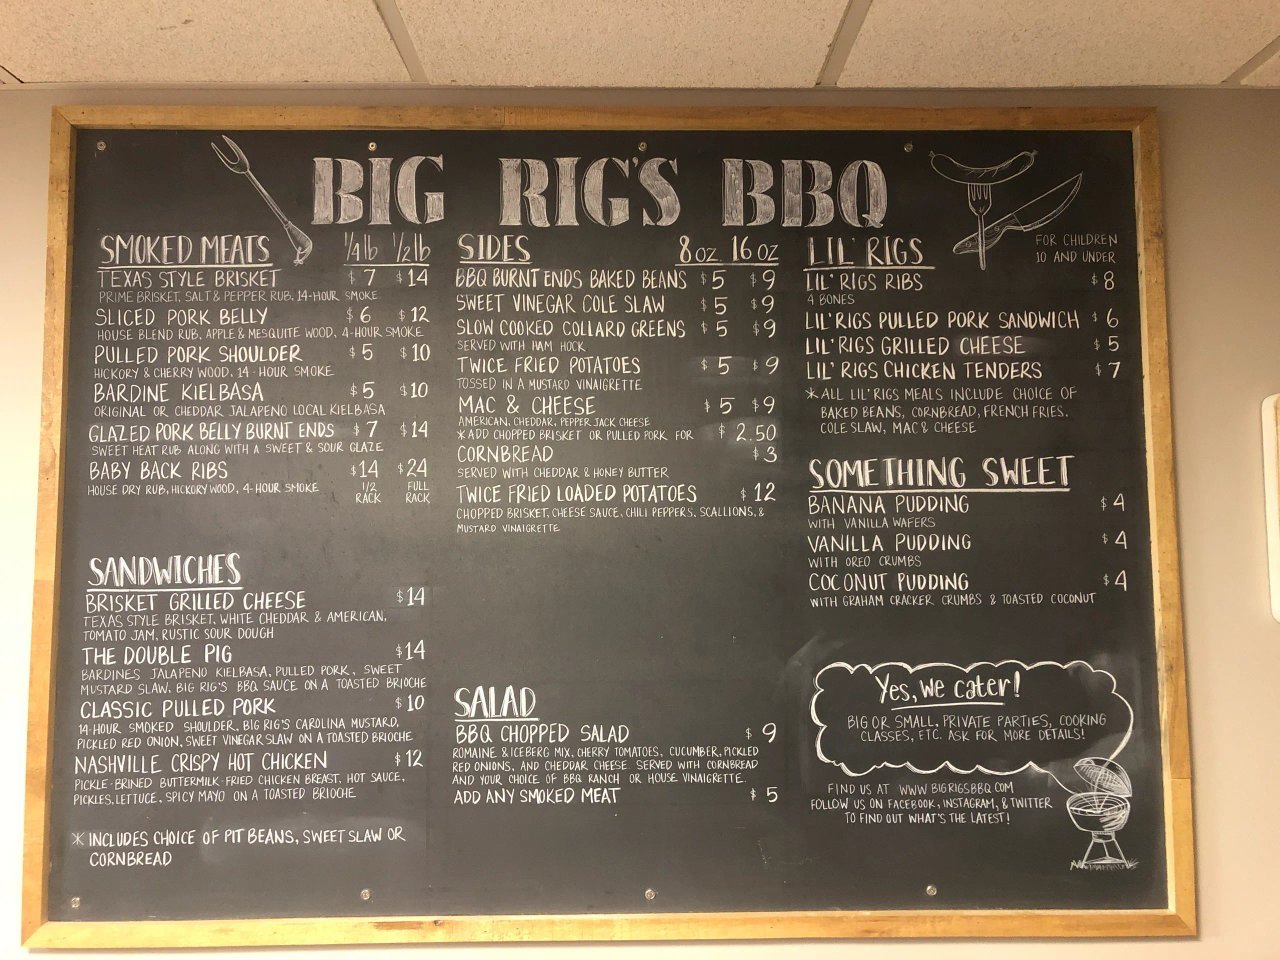 BIG RIG'S BBQ
SMOKED MEATS 1/4 lb 1/2 lb
TEXAS STYLE BRISKET $7 $14
PRIME BRISKET, SALT & PEPPER RUB, 14-HOUR SMOKE
SLICED PORK BELLY $6 $12
HOUSE BLEND RUB, APPLE & MESQUITE WOOD, 4-HOUR SMOKE
PULLED PORK SHOULDER $5 $10
HICKORY & CHERRY WOOD, 14-HOUR SMOKE
BARDINE KIELBASA $5 $10
ORIGINAL OR CHEDDAR JALAPENO LOCAL KIELBASA
GLAZED PORK BELLY BURNT ENDS $7 $14
SWEET HEAT RUB ALONG WITH A SWEET & SOUR GLAZE
BABY BACK RIBS $14 $24
HOUSE DRY RUB, HICKORY WOOD, 4-HOUR SMOKE 1/2 RACK FULL RACK
SANDWICHES
BRISKET GRILLED CHEESE $14
TEXAS STYLE BRISKET, WHITE CHEDDAR & AMERICAN,
TOMATO JAM, RUSTIC SOUR DOUGH
THE DOUBLE PIG $14
BARDINES JALAPENO KIELBASA, PULLED PORK, SWEET
MUSTARD SLAW, BIG RIG'S BBQ SAUCE ON A TOASTED BRIOCHE
CLASSIC PULLED PORK $10
14-HOUR SMOKED SHOULDER, BIG RIG'S CAROLINA MUSTARD,
PICKLED RED ONION, SWEET VINEGAR SLAW ON A TOASTED BRIOCHE
NASHVILLE CRISPY HOT CHICKEN $12
PICKLE-BRINED BUTTERMILK-FRIED CHICKEN BREAST, HOT SAUCE,
PICKLES, LETTUCE, SPICY MAYO ON A TOASTED BRIOCHE
* INCLUDES CHOICE OF PIT BEANS, SWEET SLAW OR
CORNBREAD
SIDES 8 oz 16 oz
BBQ BURNT ENDS BAKED BEANS $5 $9
SWEET VINEGAR COLE SLAW $5 $9
SLOW COOKED COLLARD GREENS $5 $9
SERVED WITH HAM HOCK
TWICE FRIED POTATOES $5 $9
TOSSED IN A MUSTARD VINAIGRETTE
MAC & CHEESE $5 $9
AMERICAN, CHEDDAR, PEPPER JACK CHEESE
* ADD CHOPPED BRISKET OR PULLED PORK FOR $2.50
CORNBREAD $3
SERVED WITH CHEDDAR & HONEY BUTTER
TWICE FRIED LOADED POTATOES $12
CHOPPED BRISKET, CHEESE SAUCE, CHILI PEPPERS, SCALLIONS, &
MUSTARD VINAIGRETTE
SALAD
BBQ CHOPPED SALAD $9
ROMAINE & ICEBERG MIX, CHERRY TOMATOES, CUCUMBER, PICKLED
RED ONIONS, AND CHEDDAR CHEESE SERVED WITH CORNBREAD
AND YOUR CHOICE OF BBQ RANCH OR HOUSE VINAIGRETTE.
ADD ANY SMOKED MEAT $5
LIL' RIGS FOR CHILDREN
10 AND UNDER
LIL' RIGS RIBS $8
4 BONES
LIL' RIGS PULLED PORK SANDWICH $6
LIL' RIGS GRILLED CHEESE $5
LIL' RIGS CHICKEN TENDERS $7
* ALL LIL' RIGS MEALS INCLUDE CHOICE OF
BAKED BEANS, CORNBREAD, FRENCH FRIES,
COLE SLAW, MAC & CHEESE
SOMETHING SWEET
BANANA PUDDING $4
WITH VANILLA WAFERS
VANILLA PUDDING $4
WITH OREO CRUMBS
COCONUT PUDDING $4
WITH GRAHAM CRACKER CRUMBS & TOASTED COCONUT
Yes, we cater!
BIG OR SMALL, PRIVATE PARTIES, COOKING
CLASSES, ETC. ASK FOR MORE DETAILS!
FIND US AT WWW.BIGRIGSBBQ.COM
FOLLOW US ON FACEBOOK, INSTAGRAM, & TWITTER
TO FIND OUT WHAT'S THE LATEST!